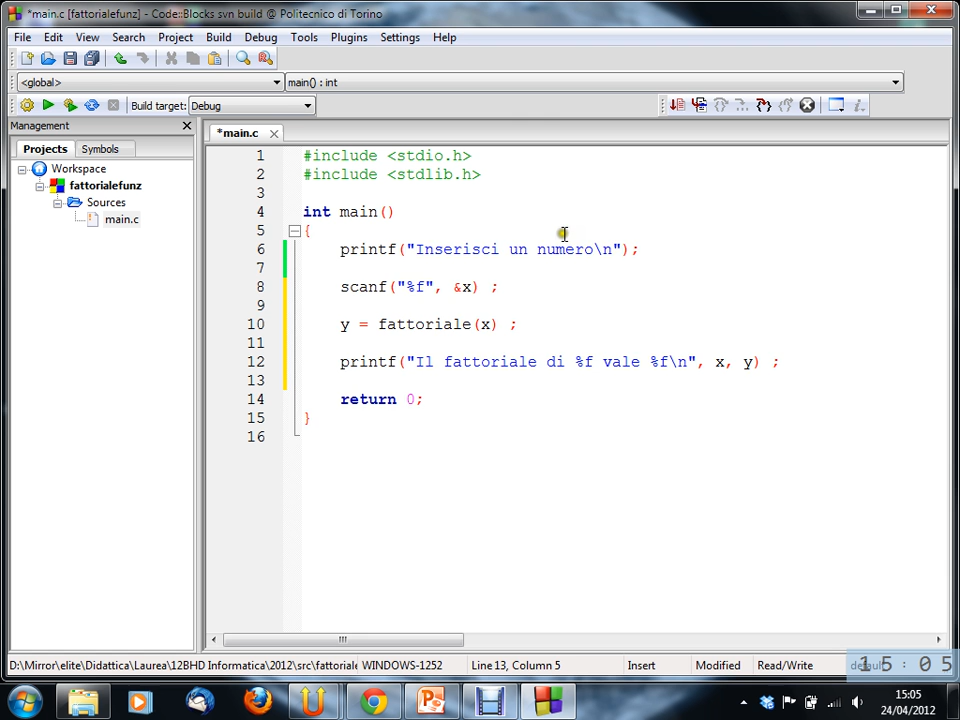 *main.c [fattorialefunz] - Code::Blocks svn build @ Politecnico di Torino
File Edit View Search Project Build Debug Tools Plugins Settings Help
<global> main() : int
Build target: Debug
Management
*main.c
Projects Symbols
Workspace
fattorialefunz
Sources
main.c
1 #include <stdio.h>
2 #include <stdlib.h>
3
4 int main()
5 {
6 printf("Inserisci un numero\n");
7
8 scanf("%f", &x) ;
9
10 y = fattoriale(x) ;
11
12 printf("Il fattoriale di %f vale %f\n", x, y) ;
13
14 return 0;
15 }
16
D:\Mirror\elite\Didattica\Laurea\12BHD Informatica\2012\src\fattoriale WINDOWS-1252 Line 13, Column 5 Insert Modified Read/Write default
15:05
15:05
24/04/2012